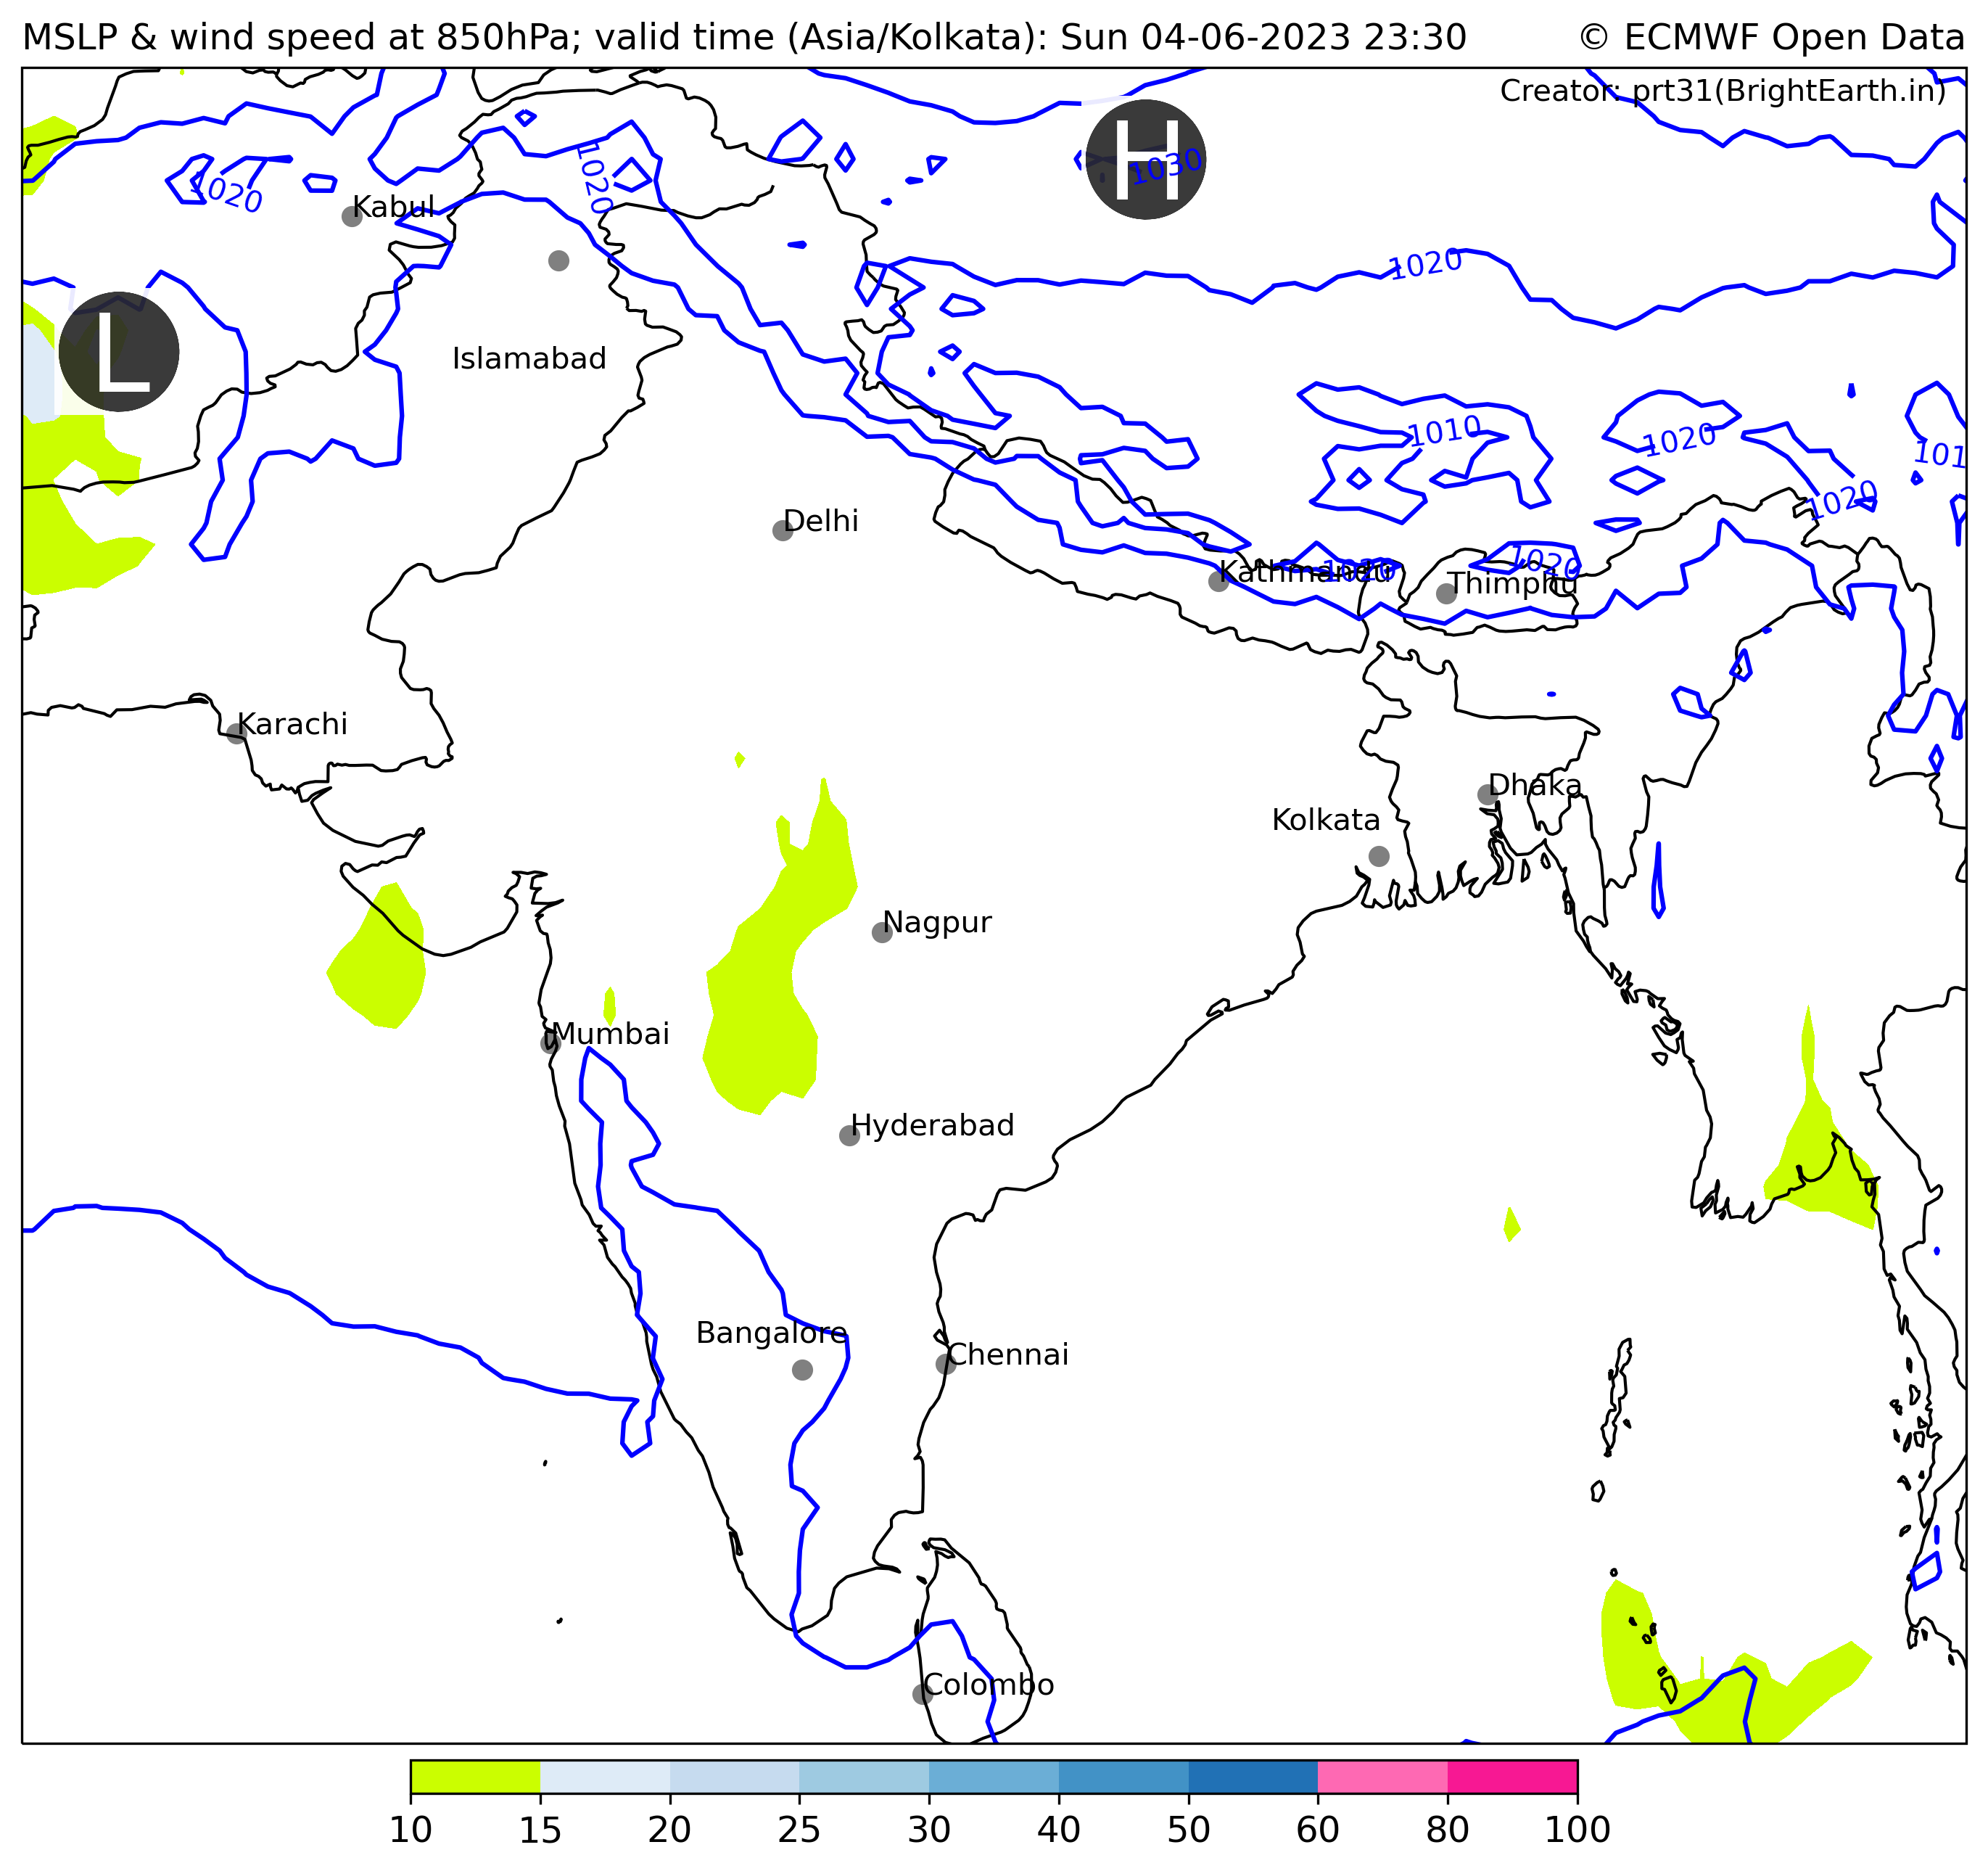 MSLP & wind speed at 850hPa; valid time (Asia/Kolkata): Sun 04-06-2023 23:30
© ECMWF Open Data
Creator: prt31(BrightEarth.in)
H
1030
1020
1020
Kabul
1020
L
Islamabad
1010
1020
101
1020
Delhi
1020
1020
Kathmandu
Thimphu
Karachi
Dhaka
Kolkata
Nagpur
Mumbai
Hyderabad
Bangalore
Chennai
Colombo
10 15 20 25 30 40 50 60 80 100